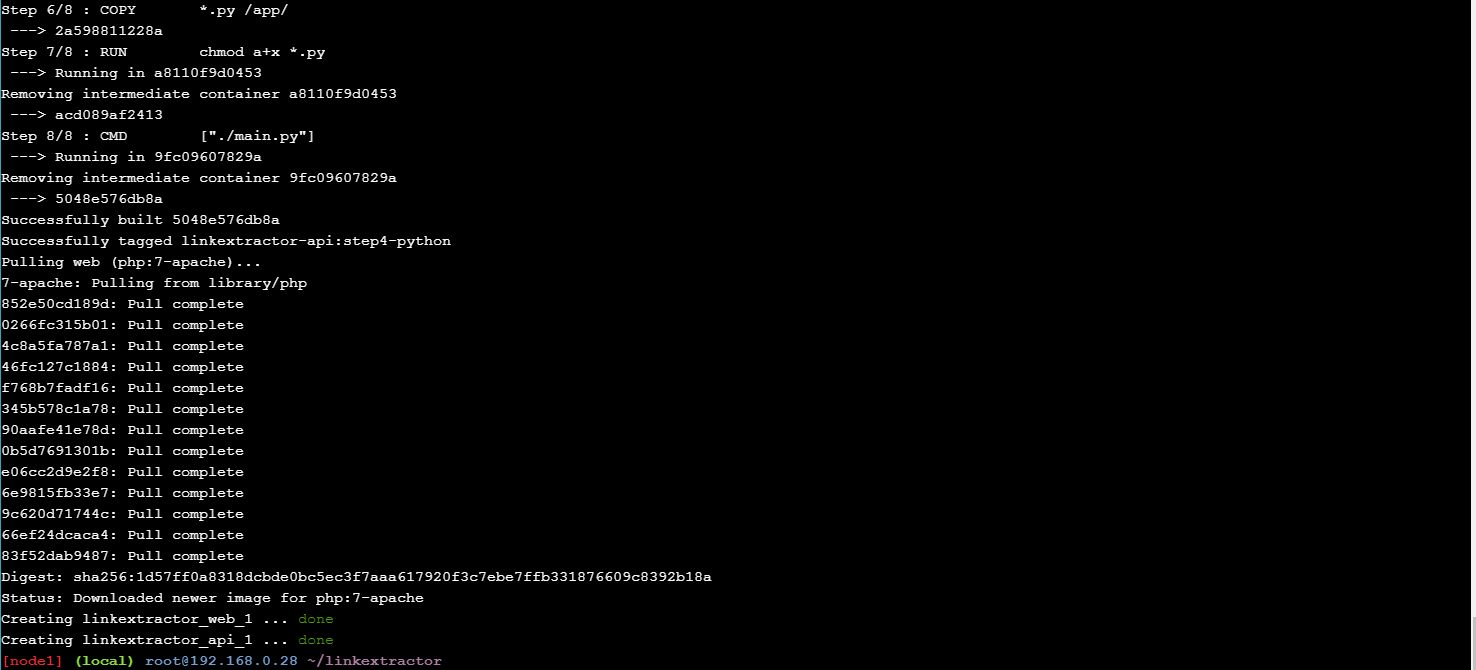 Step 6/8 : COPY       *.py /app/
 ---> 2a598811228a
Step 7/8 : RUN        chmod a+x *.py
 ---> Running in a8110f9d0453
Removing intermediate container a8110f9d0453
 ---> acd089af2413
Step 8/8 : CMD        ["./main.py"]
 ---> Running in 9fc09607829a
Removing intermediate container 9fc09607829a
 ---> 5048e576db8a
Successfully built 5048e576db8a
Successfully tagged linkextractor-api:step4-python
Pulling web (php:7-apache)...
7-apache: Pulling from library/php
852e50cd189d: Pull complete
0266fc315b01: Pull complete
4c8a5fa787a1: Pull complete
46fc127c1884: Pull complete
f768b7fadf16: Pull complete
345b578c1a78: Pull complete
90aafe41e78d: Pull complete
0b5d7691301b: Pull complete
e06cc2d9e2f8: Pull complete
6e9815fb33e7: Pull complete
9c620d71744c: Pull complete
66ef24dcaca4: Pull complete
83f52dab9487: Pull complete
Digest: sha256:1d57ff0a8318dcbde0bc5ec3f7aaa617920f3c7ebe7ffb331876609c8392b18a
Status: Downloaded newer image for php:7-apache
Creating linkextractor_web_1 ... done
Creating linkextractor_api_1 ... done
[node1] (local) root@192.168.0.28 ~/linkextractor